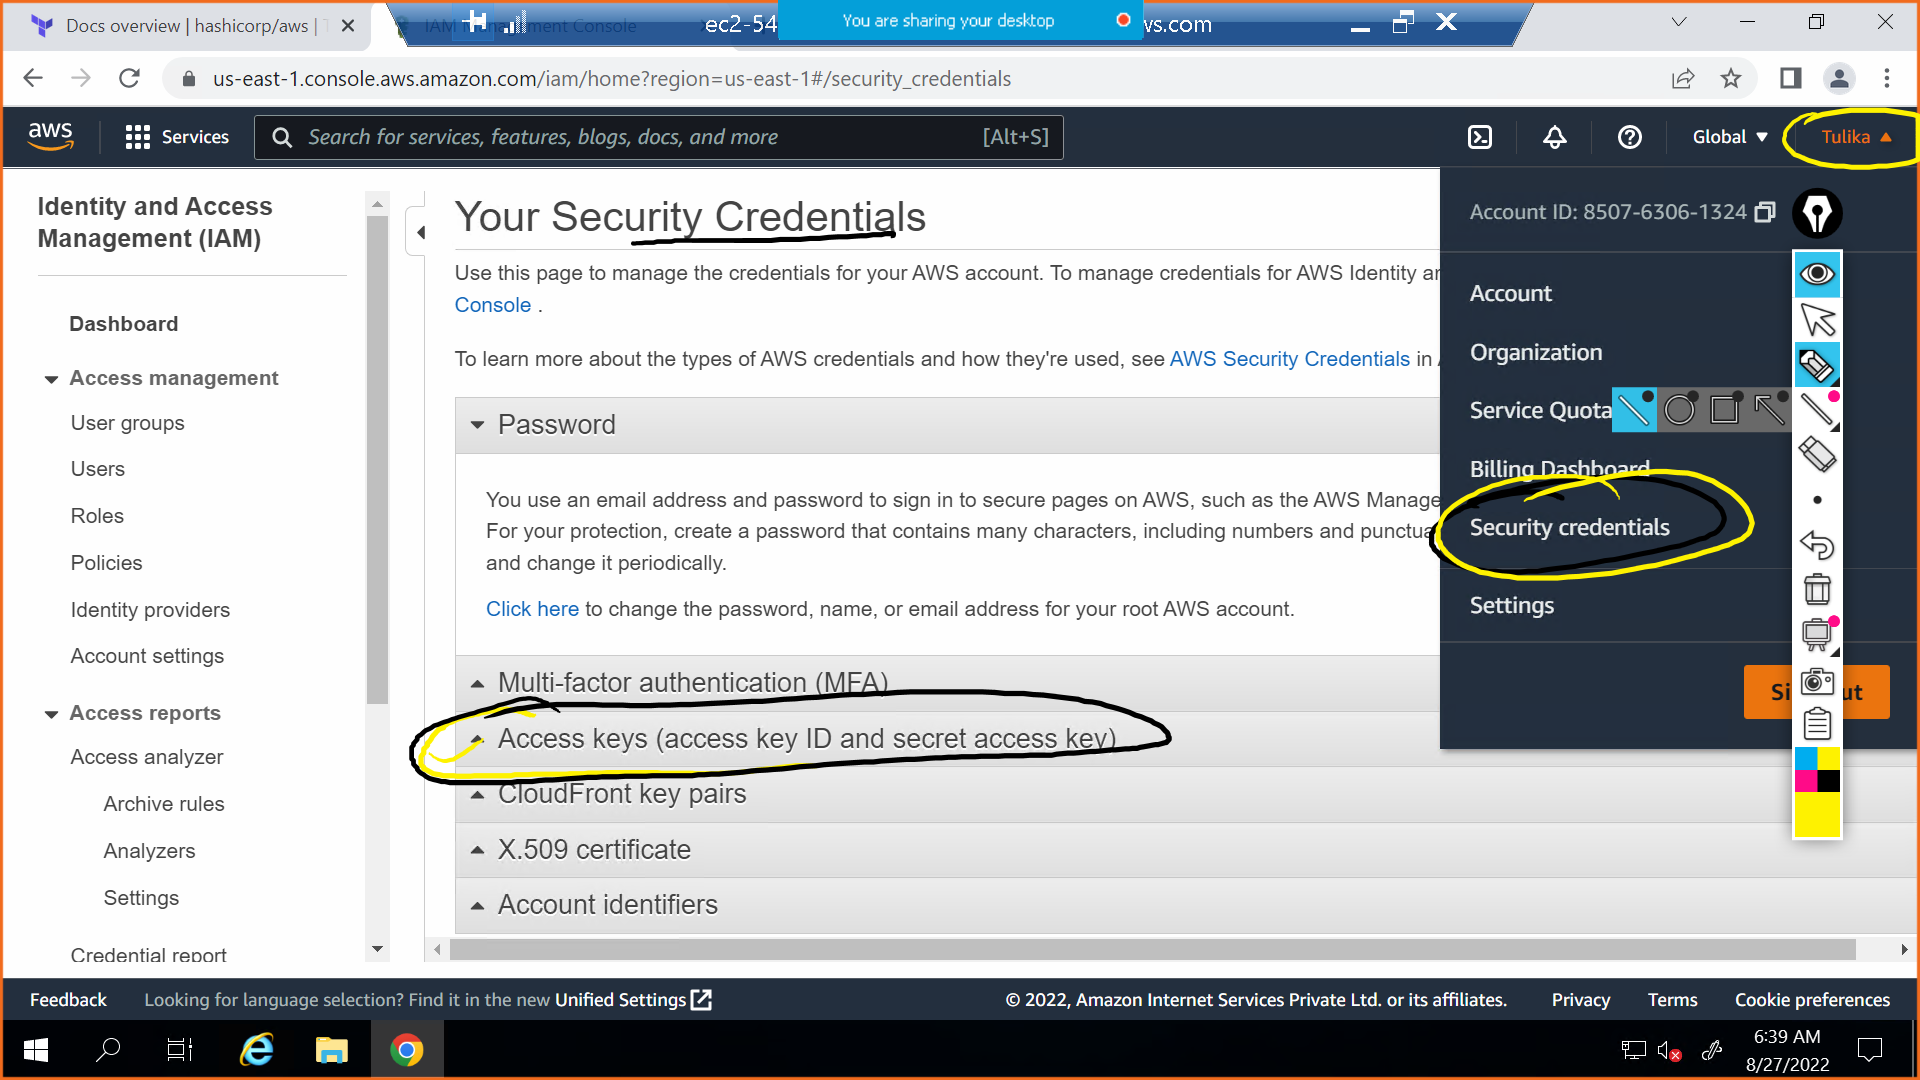 Docs overview | hashicorp/aws | T
IAM Management Console
ec2-54
You are sharing your desktop
ws.com
us-east-1.console.aws.amazon.com/iam/home?region=us-east-1#/security_credentials
aws
Services
Search for services, features, blogs, docs, and more
[Alt+S]
Global
Tulika
Identity and Access
Management (IAM)
Dashboard
Access management
User groups
Users
Roles
Policies
Identity providers
Account settings
Access reports
Access analyzer
Archive rules
Analyzers
Settings
Credential report
Your Security Credentials
Use this page to manage the credentials for your AWS account. To manage credentials for AWS Identity an
Console .
To learn more about the types of AWS credentials and how they're used, see AWS Security Credentials in
Password
You use an email address and password to sign in to secure pages on AWS, such as the AWS Manage
For your protection, create a password that contains many characters, including numbers and punctua
and change it periodically.
Click here to change the password, name, or email address for your root AWS account.
Multi-factor authentication (MFA)
Access keys (access key ID and secret access key)
CloudFront key pairs
X.509 certificate
Account identifiers
Account ID: 8507-6306-1324
Account
Organization
Service Quota
Billing Dashboard
Security credentials
Settings
Si ut
Feedback
Looking for language selection? Find it in the new Unified Settings
© 2022, Amazon Internet Services Private Ltd. or its affiliates.
Privacy
Terms
Cookie preferences
6:39 AM
8/27/2022